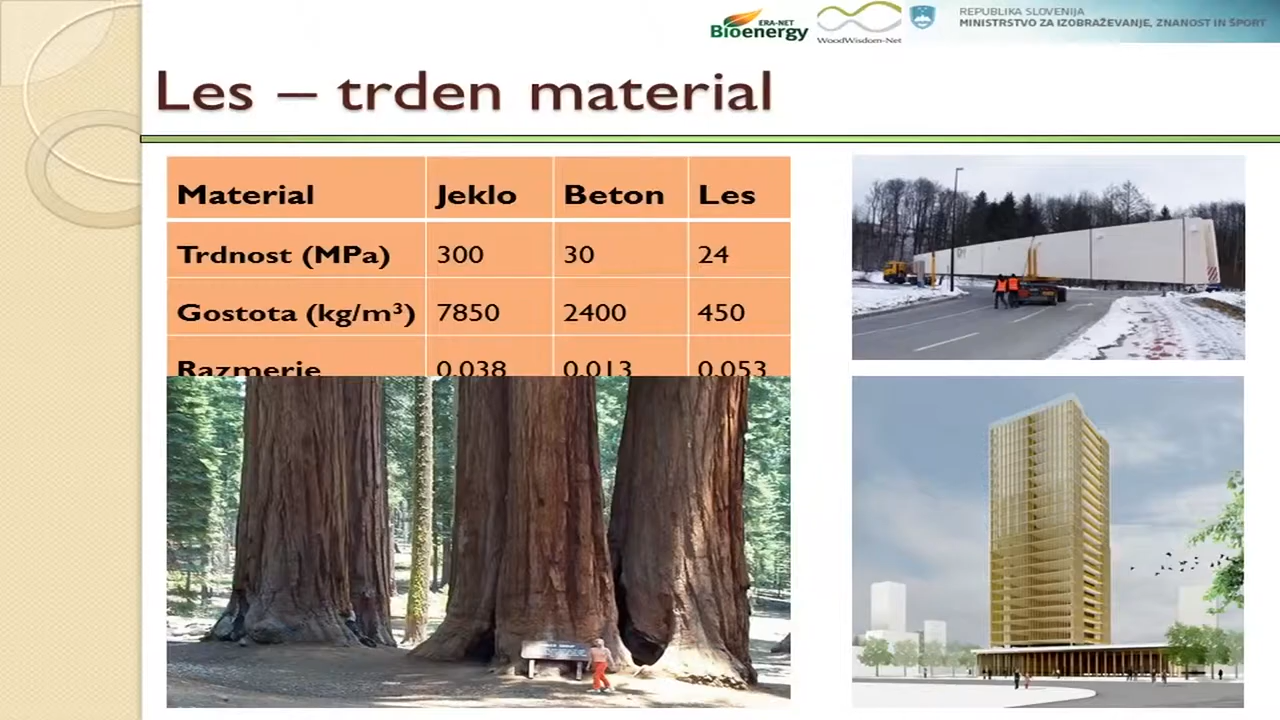 ERA-NET
Bioenergy
WoodWisdom-Net
REPUBLIKA SLOVENIJA
MINISTRSTVO ZA IZOBRAŽEVANJE, ZNANOST IN ŠPORT
Les – trden material
Material Jeklo Beton Les
Trdnost (MPa) 300 30 24
Gostota (kg/m³) 7850 2400 450
Razmerje 0,038 0,013 0,053